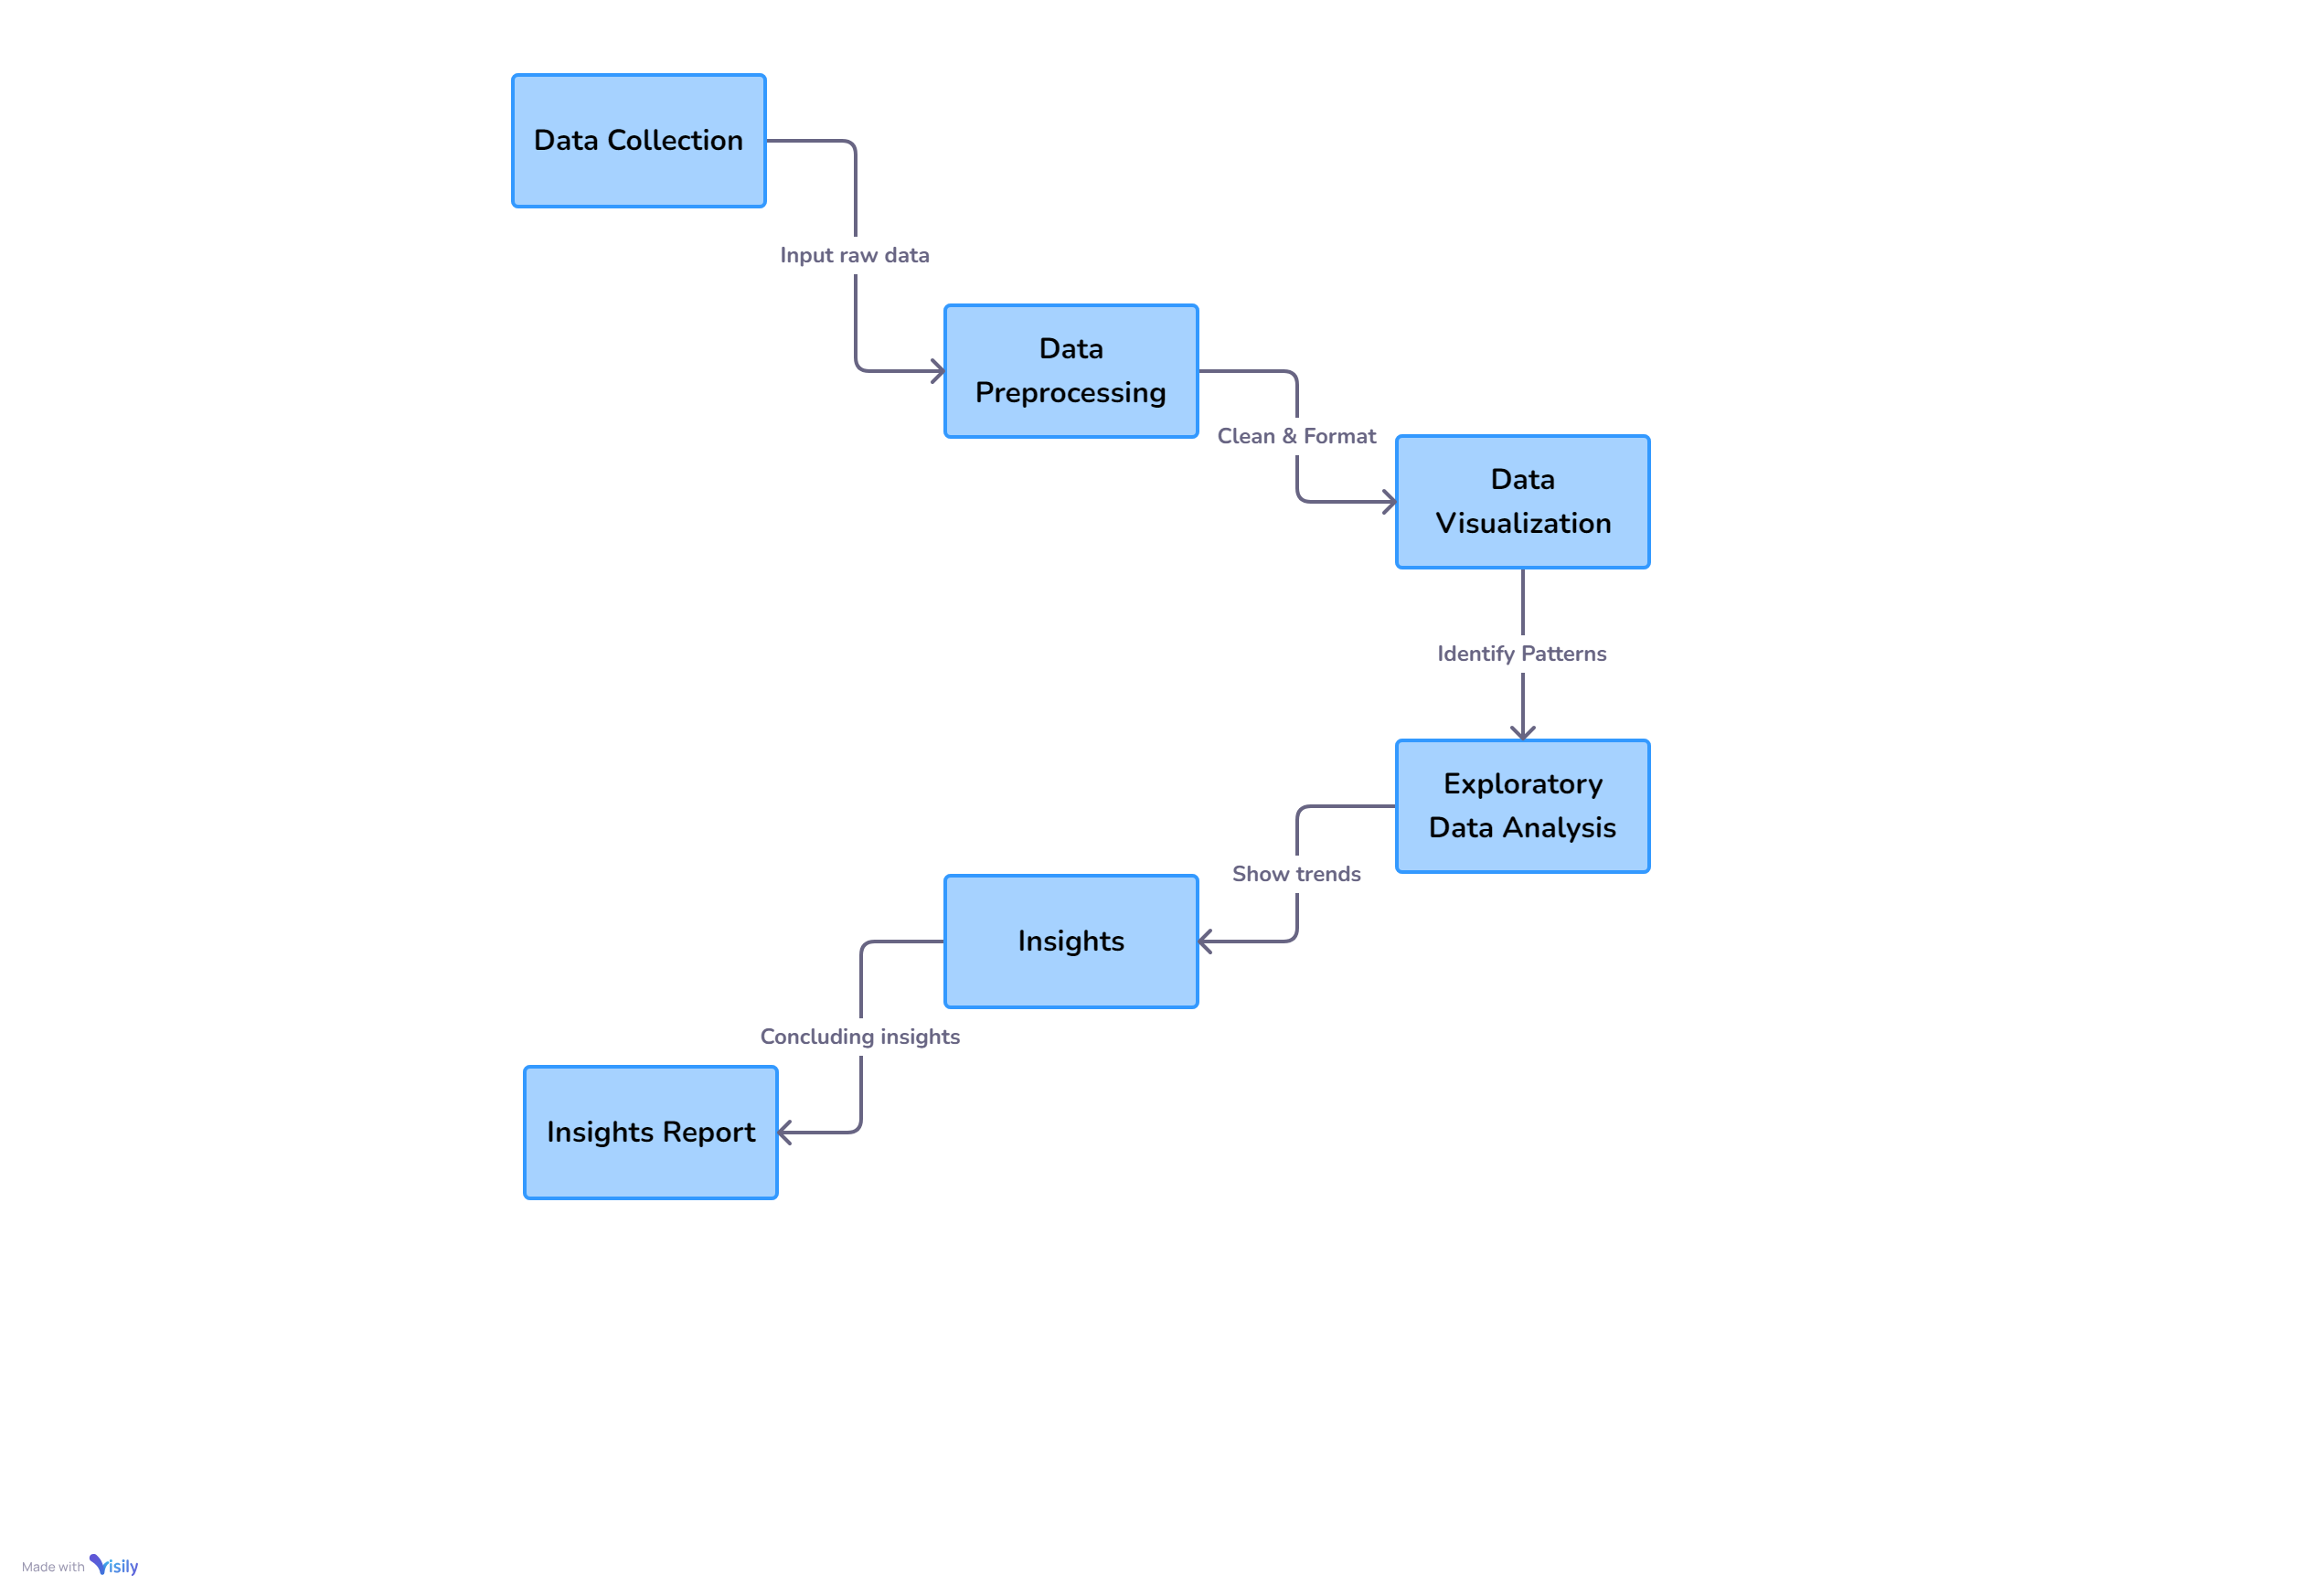 Data Collection
Input raw data
Data
Preprocessing
Clean & Format
Data
Visualization
Identify Patterns
Exploratory
Data Analysis
Show trends
Insights
Concluding insights
Insights Report
Made with Visily